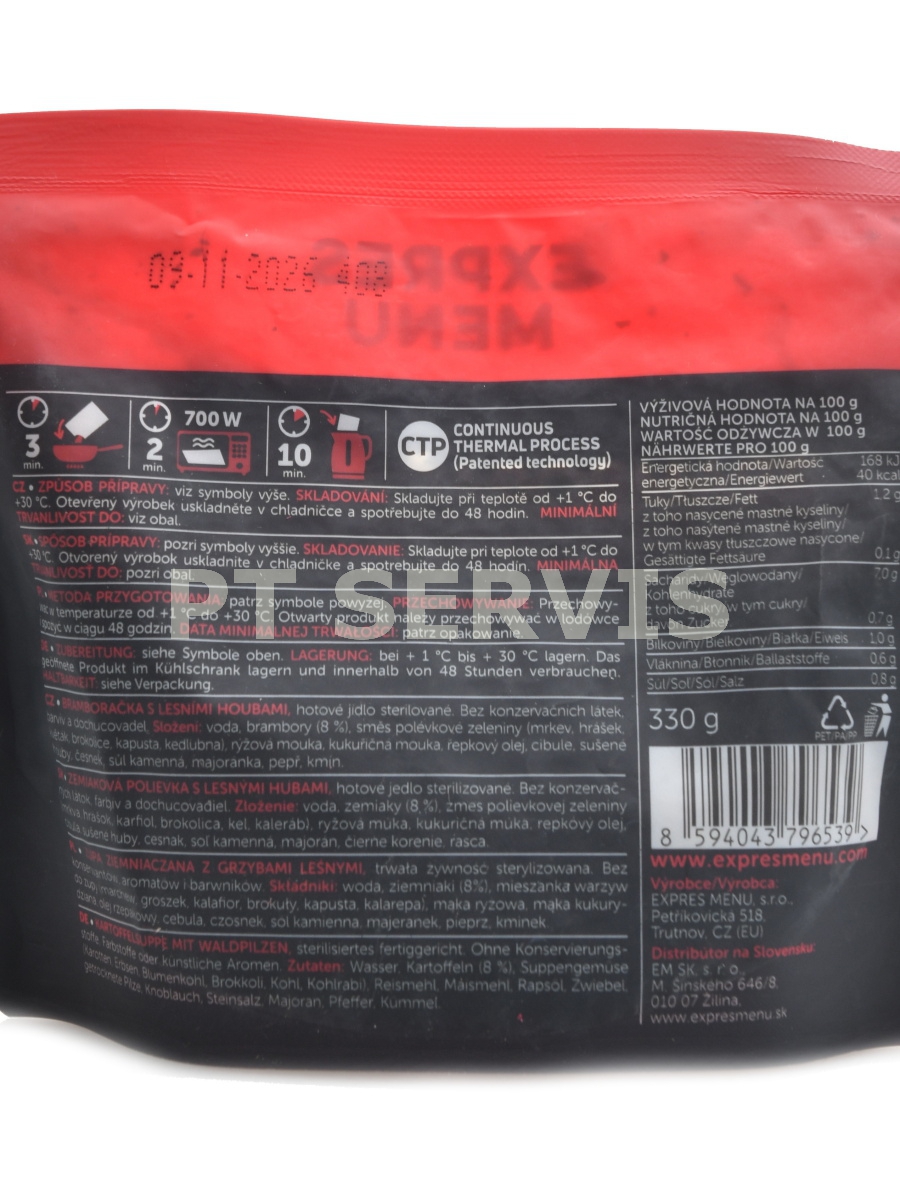 09-11-2026 408
EXPRES
MENU
3
min.
2
min.
700 W
10
min.
CTP
CONTINUOUS
THERMAL PROCESS
(Patented technology)
CZ • ZPŮSOB PŘÍPRAVY: viz symboly výše. SKLADOVÁNÍ: Skladujte při teplotě od +1 °C do
+30 °C. Otevřený výrobek uskladněte v chladničce a spotřebujte do 48 hodin. MINIMÁLNÍ
TRVANLIVOST DO: viz obal.
SK • SPÔSOB PRÍPRAVY: pozri symboly vyššie. SKLADOVANIE: Skladujte pri teplote od +1 °C do
+30 °C. Otvorený výrobok uskladnite v chladničke a spotrebujte do 48 hodín. MINIMÁLNA
TRVANLIVOSŤ DO: pozri obal.
PT SERVIS
METODA PRZYGOTOWANIA: patrz symbole powyżej. PRZECHOWYWANIE: Przechowy-
wać w temperaturze od +1 °C do +30 °C. Otwarty produkt należy przechowywać w lodówce
i spożyć w ciągu 48 godzin. DATA MINIMALNEJ TRWAŁOŚCI: patrz opakowanie.
DE • ZUBEREITUNG: siehe Symbole oben. LAGERUNG: bei + 1 °C bis + 30 °C lagern. Das
geöffnete Produkt im Kühlschrank lagern und innerhalb von 48 Stunden verbrauchen.
HALTBARKEIT: siehe Verpackung.
CZ • BRAMBORAČKA S LESNÍMI HOUBAMI, hotové jídlo sterilované. Bez konzervačních látek,
barviv a dochucovadel. Složení: voda, brambory (8 %), směs polévkové zeleniny (mrkev, hrášek,
květák, brokolice, kapusta, kedlubna), rýžová mouka, kukuřičná mouka, řepkový olej, cibule, sušené
houby, česnek, sůl kamenná, majoránka, pepř, kmín.
SK • ZEMIAKOVÁ POLIEVKA S LESNÝMI HUBAMI, hotové jedlo sterilizované. Bez konzervač-
ných látok, farbív a dochucovadiel. Zloženie: voda, zemiaky (8 %), zmes polievkovej zeleniny
(mrkva, hrášok, karfiol, brokolica, kel, kaleráb), ryžová múka, kukuričná múka, repkový olej,
cibuľa, sušené huby, cesnak, soľ kamenná, majorán, čierne korenie, rasca.
PL • ZUPA ZIEMNIACZANA Z GRZYBAMI LEŚNYMI, trwała żywność sterylizowana. Bez
konserwantów, aromatów i barwników. Składniki: woda, ziemniaki (8%), mieszanka warzyw
do zupy (marchew, groszek, kalafior, brokuły, kapusta, kalarepa), mąka ryżowa, mąka kukury-
dziana, olej rzepakowy, cebula, czosnek, sól kamienna, majeranek, pieprz, kminek.
DE • KARTOFFELSUPPE MIT WALDPILZEN, sterilisiertes fertiggericht. Ohne Konservierungs-
stoffe, Farbstoffe oder künstliche Aromen. Zutaten: Wasser, Kartoffeln (8 %), Suppengemüse
(Karotten, Erbsen, Blumenkohl, Brokkoli, Kohl, Kohlrabi), Reismehl, Maismehl, Rapsöl, Zwiebel,
getrocknete Pilze, Knoblauch, Steinsalz, Majoran, Pfeffer, Kümmel.
VÝŽIVOVÁ HODNOTA NA 100 g
NUTRIČNÁ HODNOTA NA 100 g
WARTOŚĆ ODŻYWCZA W 100 g
NÄHRWERTE PRO 100 g
Energetická hodnota/Wartość 168 kJ
energetyczna/Energiewert 40 kcal
Tuky/Tłuszcze/Fett 1.2 g
z toho nasycené mastné kyseliny/
z toho nasýtené mastné kyseliny/
w tym kwasy tłuszczowe nasycone/
Gesättigte Fettsäure 0.1 g
Sacharidy/Węglowodany/ 7.0 g
Kohlenhydrate
z toho cukry/w tym cukry/
davon Zucker 0.7 g
Bílkoviny/Bielkoviny/Białka/Eiweis 1.0 g
Vláknina/Błonnik/Ballaststoffe 0.6 g
Sůl/Soľ/Sól/Salz 0.8 g
330 g
PET/PA/PP
8 594043 796539 >
www.expresmenu.com
Výrobce/Výrobca:
EXPRES MENU, s.r.o.,
Petříkovická 518,
Trutnov, CZ (EU)
Distribútor na Slovensku:
EM SK, s. r. o.,
M. Šinského 646/8,
010 07 Žilina,
www.expresmenu.sk